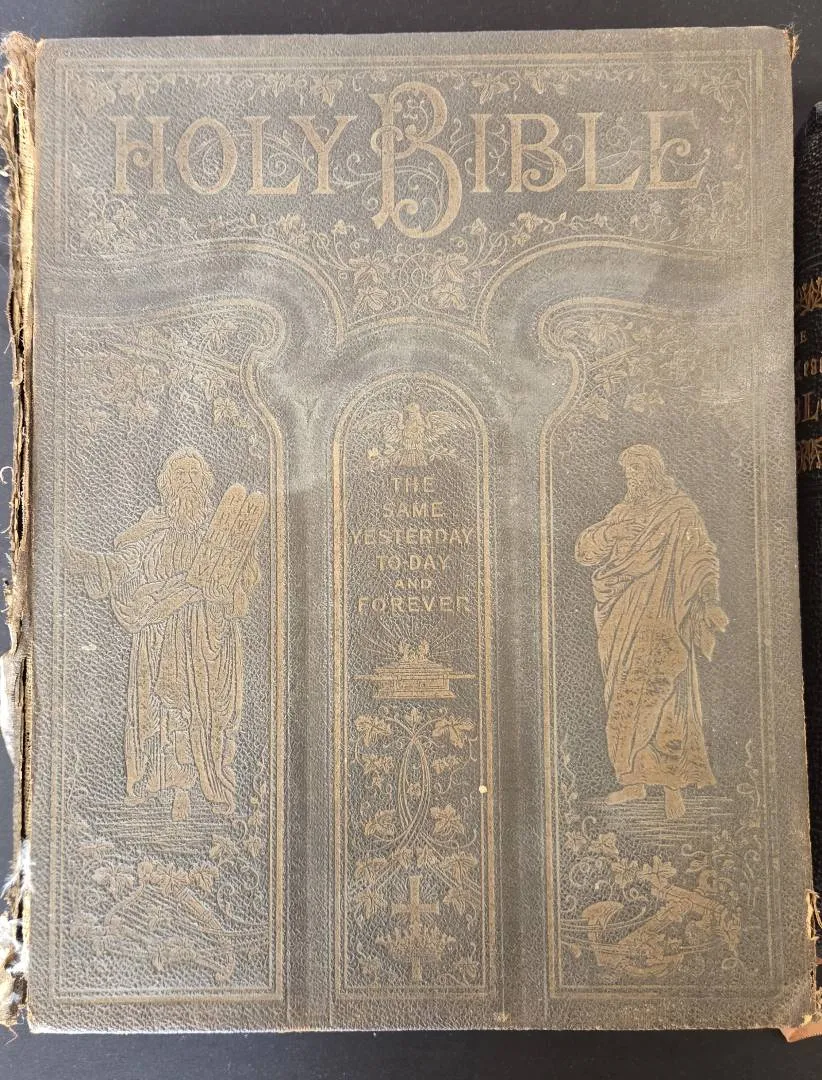 HOLY BIBLE
THE
SAME
YESTERDAY
TO-DAY
AND
FOREVER